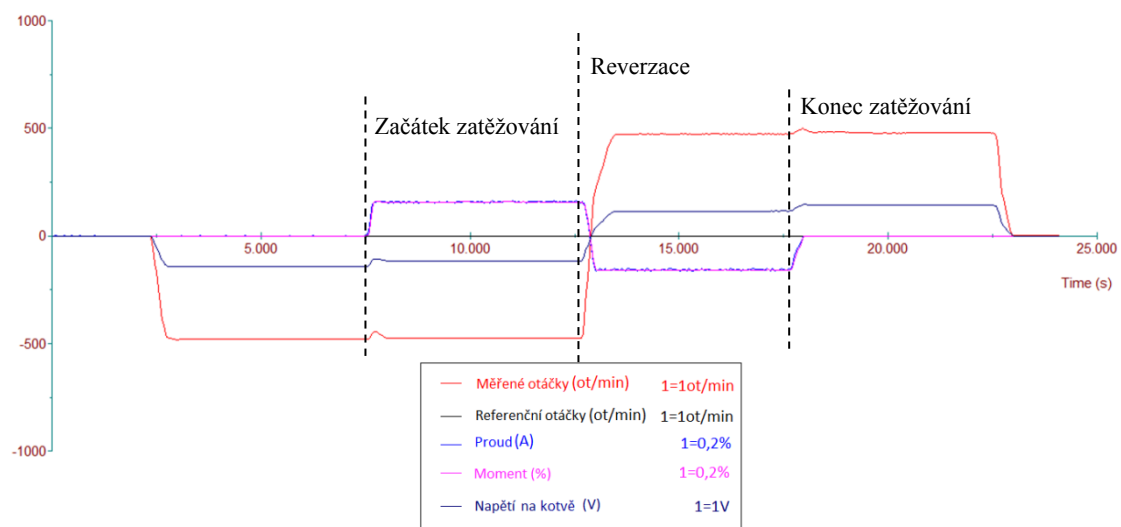 1000
Reverzace
Konec zatěžování
Začátek zatěžování
500
0
5.000 10.000 15.000 20.000 25.000
Time (s)
-500
Měřené otáčky (ot/min) 1=1ot/min
Referenční otáčky (ot/min) 1=1ot/min
Proud (A) 1=0,2%
Moment (%) 1=0,2%
Napětí na kotvě (V) 1=1V
-1000